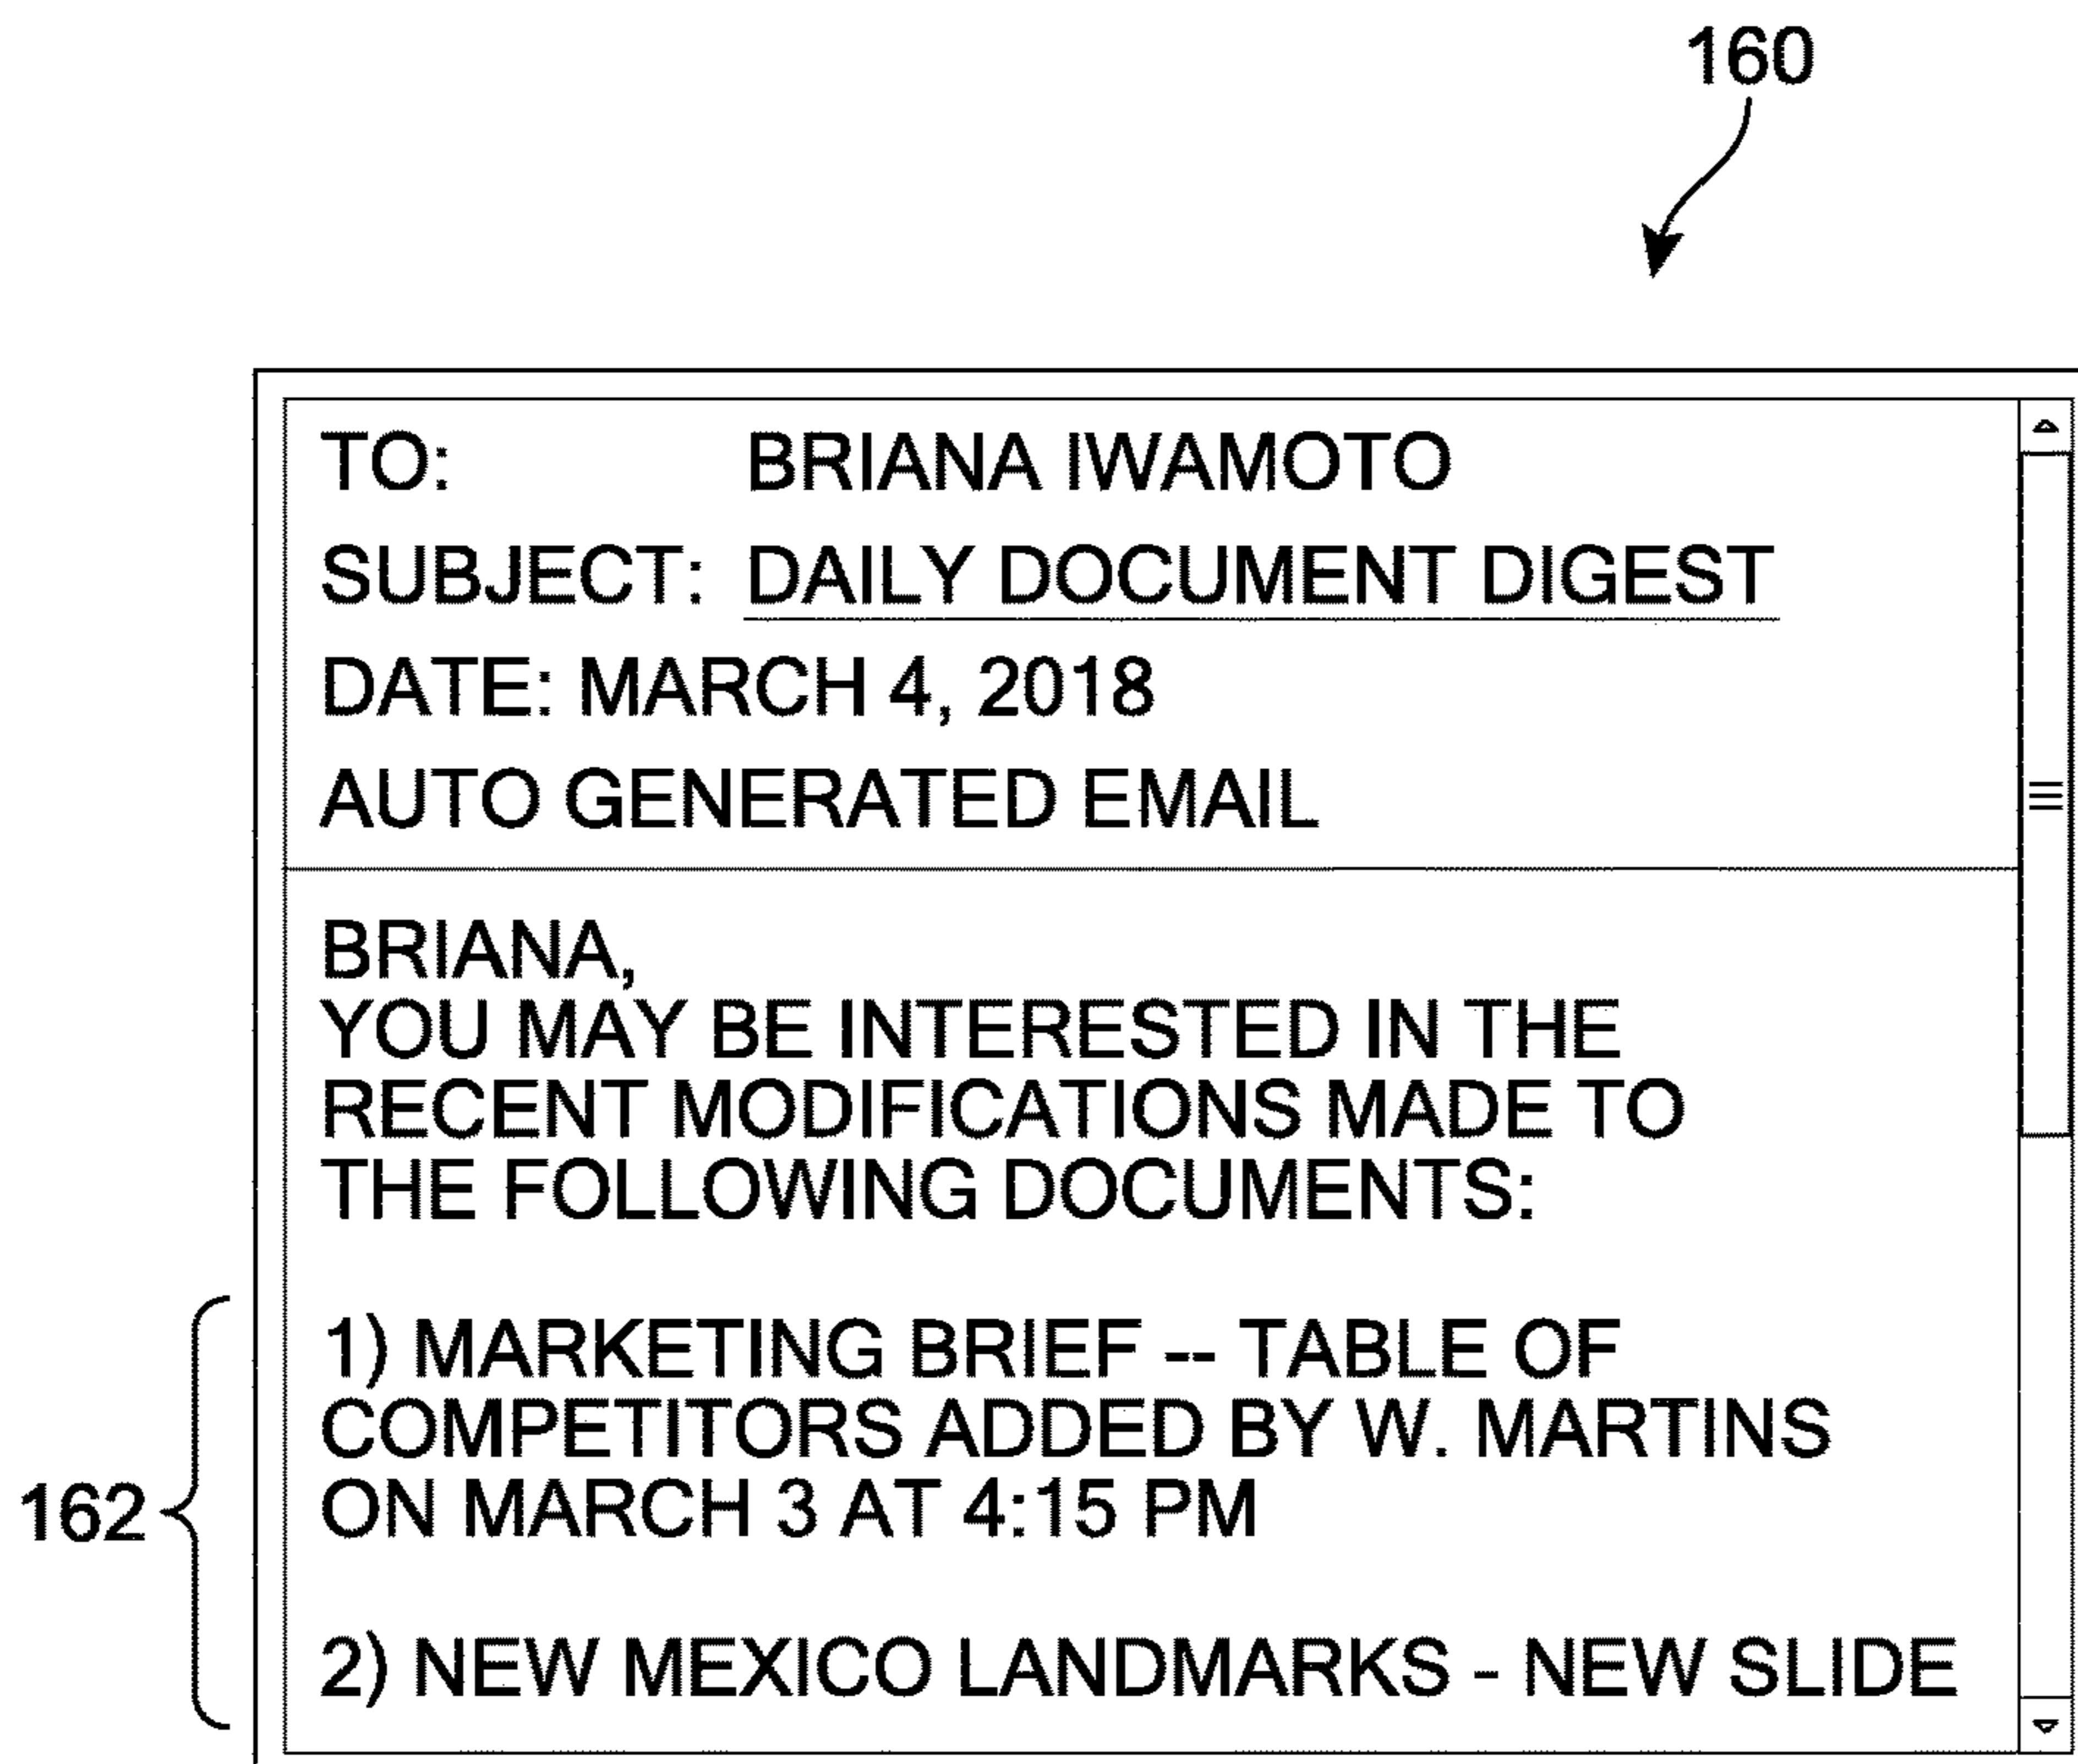 160
TO: BRIANA IWAMOTO
SUBJECT: DAILY DOCUMENT DIGEST
DATE: MARCH 4, 2018
AUTO GENERATED EMAIL
BRIANA,
YOU MAY BE INTERESTED IN THE
RECENT MODIFICATIONS MADE TO
THE FOLLOWING DOCUMENTS:
1) MARKETING BRIEF -- TABLE OF
COMPETITORS ADDED BY W. MARTINS
ON MARCH 3 AT 4:15 PM
162
2) NEW MEXICO LANDMARKS - NEW SLIDE